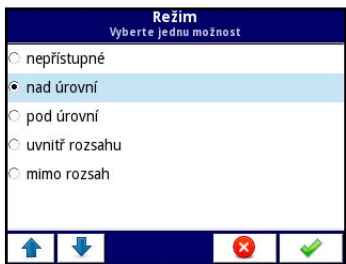 Režim
Vyberte jednu možnost
nepřístupné
nad úrovní
pod úrovní
uvnitř rozsahu
mimo rozsah